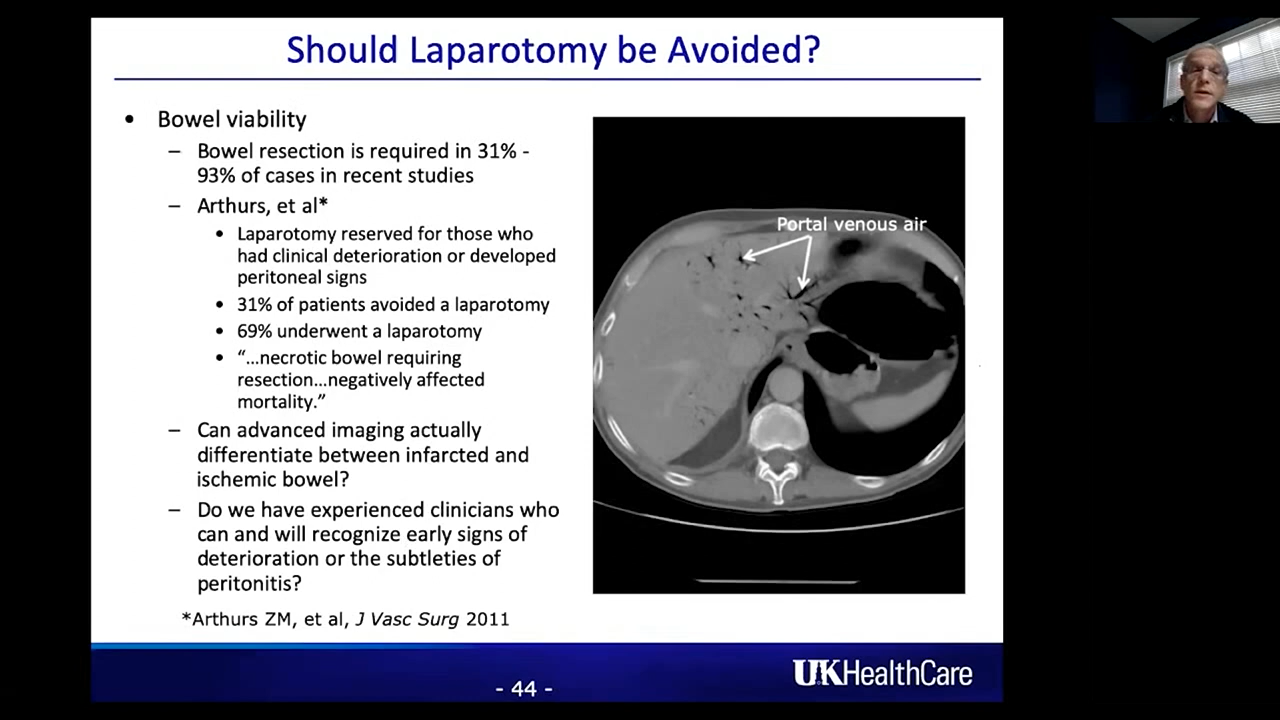 Should Laparotomy be Avoided?
• Bowel viability
– Bowel resection is required in 31% -
93% of cases in recent studies
– Arthurs, et al*
• Laparotomy reserved for those who
had clinical deterioration or developed
peritoneal signs
• 31% of patients avoided a laparotomy
• 69% underwent a laparotomy
• “…necrotic bowel requiring
resection…negatively affected
mortality.”
– Can advanced imaging actually
differentiate between infarcted and
ischemic bowel?
– Do we have experienced clinicians who
can and will recognize early signs of
deterioration or the subtleties of
peritonitis?
*Arthurs ZM, et al, J Vasc Surg 2011
Portal venous air
- 44 -
UKHealthCare